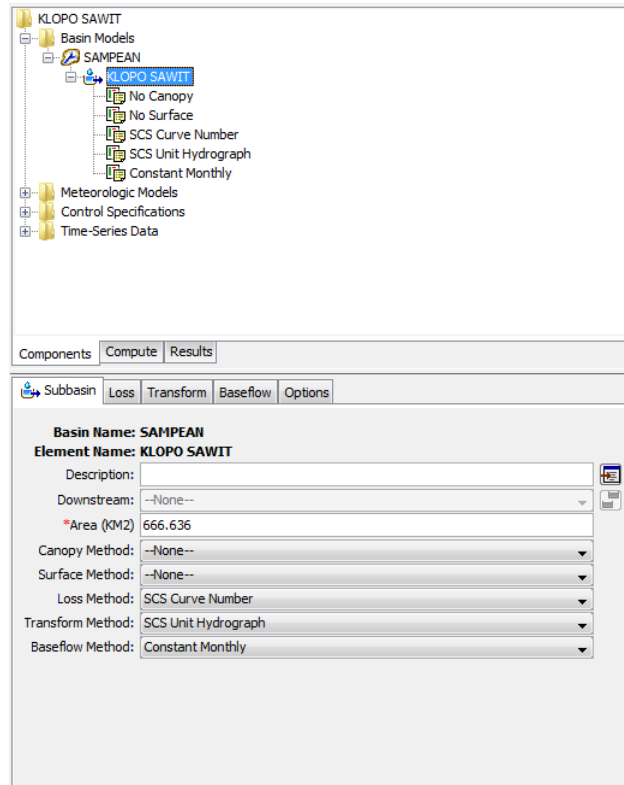 KLOPO SAWIT
Basin Models
SAMPEAN
KLOPO SAWIT
No Canopy
No Surface
SCS Curve Number
SCS Unit Hydrograph
Constant Monthly
Meteorologic Models
Control Specifications
Time-Series Data
Components Compute Results
Subbasin Loss Transform Baseflow Options
Basin Name: SAMPEAN
Element Name: KLOPO SAWIT
Description:
Downstream: --None--
*Area (KM2) 666.636
Canopy Method: --None--
Surface Method: --None--
Loss Method: SCS Curve Number
Transform Method: SCS Unit Hydrograph
Baseflow Method: Constant Monthly